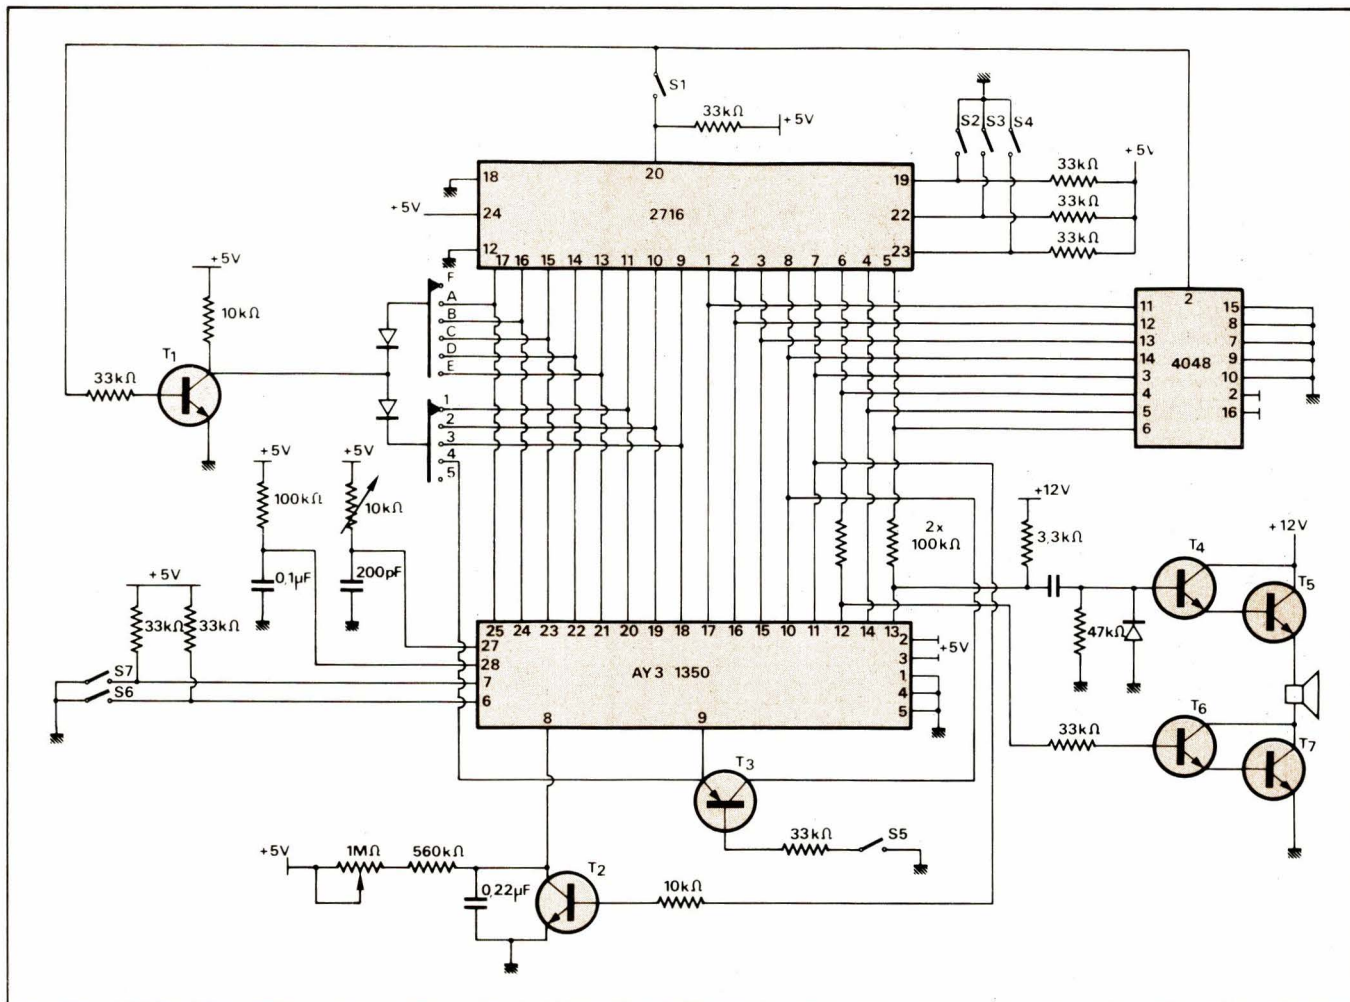 S1
33kΩ
+5V
S2 S3 S4
+5V
33kΩ
33kΩ
33kΩ
18
24
12
20
2716
19
22
23
+5V
17 16 15 14 13 11 10 9 1 2 3 8 7 6 4 5
+5V
10kΩ
T1
33kΩ
F
A
B
C
D
E
1
2
3
4
5
2
11
12
13
14
3
4
5
6
4048
15
8
7
9
10
2
16
+5V
100kΩ
0,1µF
+5V
10kΩ
200pF
+5V
33kΩ 33kΩ
S7
S6
2x
100kΩ
+12V
3,3kΩ
47kΩ
+12V
T4
T5
T6
T7
33kΩ
25 24 23 22 21 20 19 18 17 16 15 10 11 12 14 13
27
28
7
6
AY3 1350
2
3
1
4
5
+5V
8
9
T3
33kΩ
S5
+5V
1MΩ
560kΩ
0,22µF
T2
10kΩ